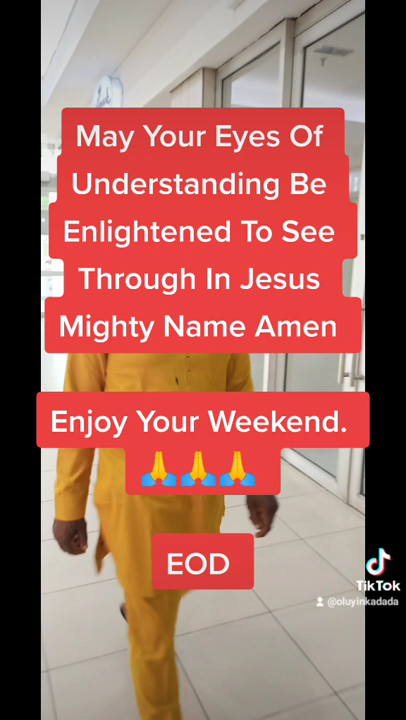 May Your Eyes Of
Understanding Be
Enlightened To See
Through In Jesus
Mighty Name Amen
Enjoy Your Weekend.
🙏🙏🙏
EOD
TikTok
@oluyinkadada